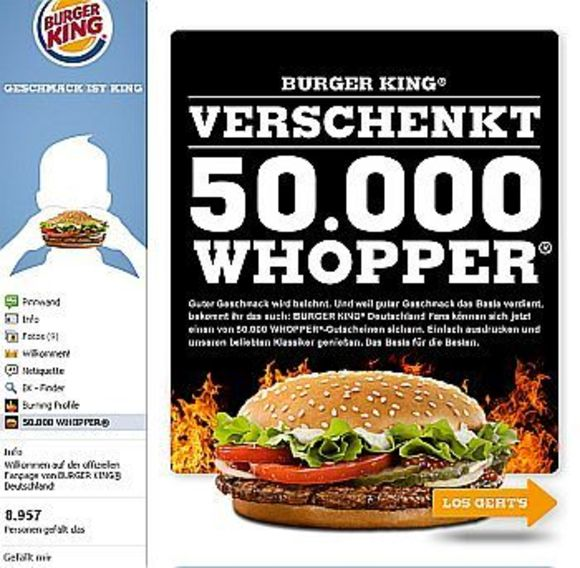 BURGER
KING
GESCHMACK IST KING
Pinnwand
Info
Fotos (9)
Willkommen!
Netiquette
BK - Finder
Burning Profile
50.000 WHOPPER®
Info
Willkommen auf der offiziellen
Fanpage von BURGER KING®
Deutschland!
8.957
Personen gefällt das
Gefällt mir
BURGER KING®
VERSCHENKT
50.000
WHOPPER®
Guter Geschmack wird belohnt. Und weil guter Geschmack das Beste verdient,
bekommt ihr das auch: BURGER KING® Deutschland Fans können sich jetzt
einen von 50.000 WHOPPER®-Gutscheinen sichern. Einfach ausdrucken und
unseren beliebten Klassiker genießen. Das Beste für die Besten.
LOS GEHT'S